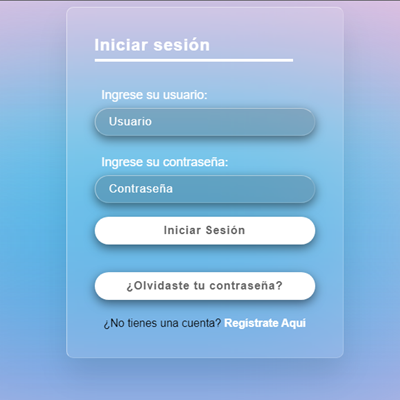 Iniciar sesión
Ingrese su usuario:
Usuario
Ingrese su contraseña:
Contraseña
Iniciar Sesión
¿Olvidaste tu contraseña?
¿No tienes una cuenta? Registrate Aqui